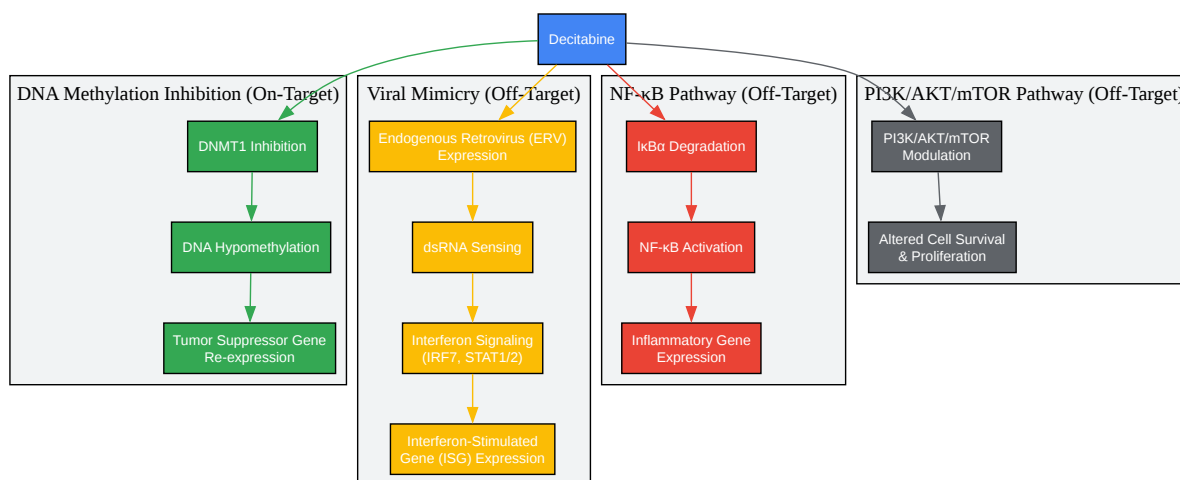 Decitabine
DNA Methylation Inhibition (On-Target)
DNMT1 Inhibition
DNA Hypomethylation
Tumor Suppressor Gene
Re-expression
Viral Mimicry (Off-Target)
Endogenous Retrovirus (ERV)
Expression
dsRNA Sensing
Interferon Signaling
(IRF7, STAT1/2)
Interferon-Stimulated
Gene (ISG) Expression
NF-κB Pathway (Off-Target)
IκBα Degradation
NF-κB Activation
Inflammatory Gene
Expression
PI3K/AKT/mTOR Pathway (Off-Target)
PI3K/AKT/mTOR
Modulation
Altered Cell Survival
& Proliferation